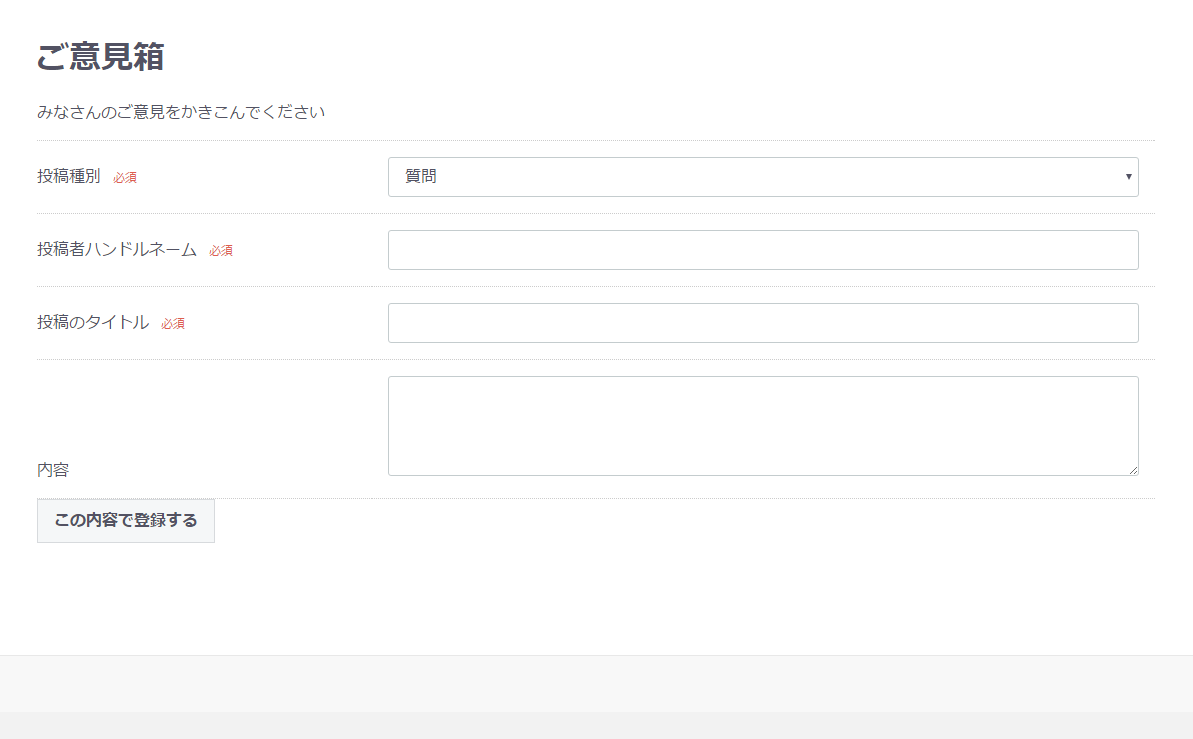 ご意見箱
みなさんのご意見をかきこんでください
投稿種別 必須
質問
投稿者ハンドルネーム 必須
投稿のタイトル 必須
内容
この内容で登録する